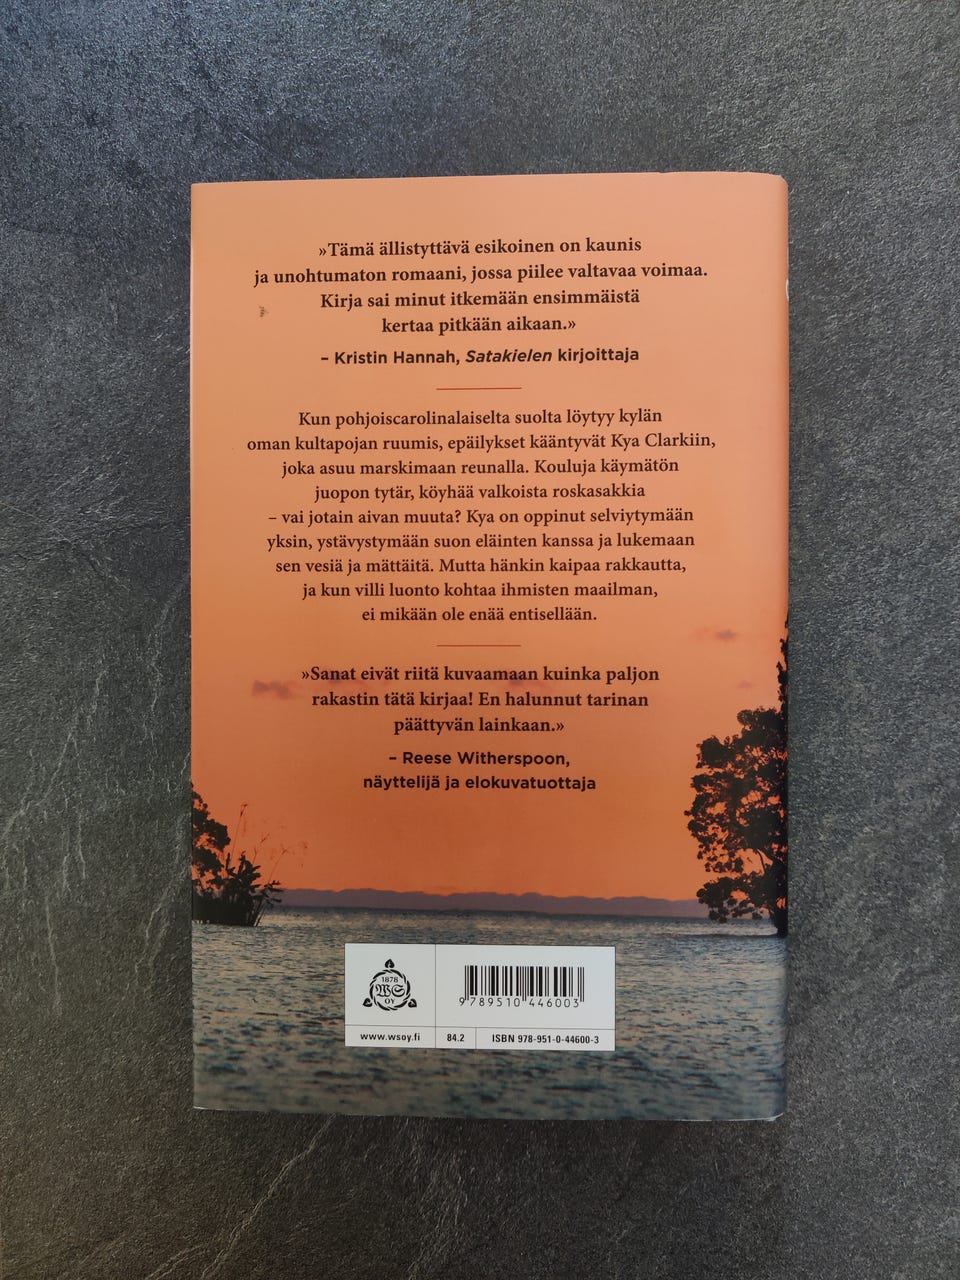 »Tämä ällistyttävä esikoinen on kaunis
ja unohtumaton romaani, jossa piilee valtavaa voimaa.
Kirja sai minut itkemään ensimmäistä
kertaa pitkään aikaan.»
– Kristin Hannah, Satakielen kirjoittaja
Kun pohjoiscarolinalaiselta suolta löytyy kylän
oman kultapojan ruumis, epäilykset kääntyvät Kya Clarkiin,
joka asuu marskimaan reunalla. Kouluja käymätön
juopon tytär, köyhää valkoista roskasakkia
– vai jotain aivan muuta? Kya on oppinut selviytymään
yksin, ystävystymään suon eläinten kanssa ja lukemaan
sen vesiä ja mättäitä. Mutta hänkin kaipaa rakkautta,
ja kun villi luonto kohtaa ihmisten maailman,
ei mikään ole enää entisellään.
»Sanat eivät riitä kuvaamaan kuinka paljon
rakastin tätä kirjaa! En halunnut tarinan
päättyvän lainkaan.»
– Reese Witherspoon,
näyttelijä ja elokuvatuottaja
1878
WS
OY
9 789510 446003
www.wsoy.fi
84.2
ISBN 978-951-0-44600-3